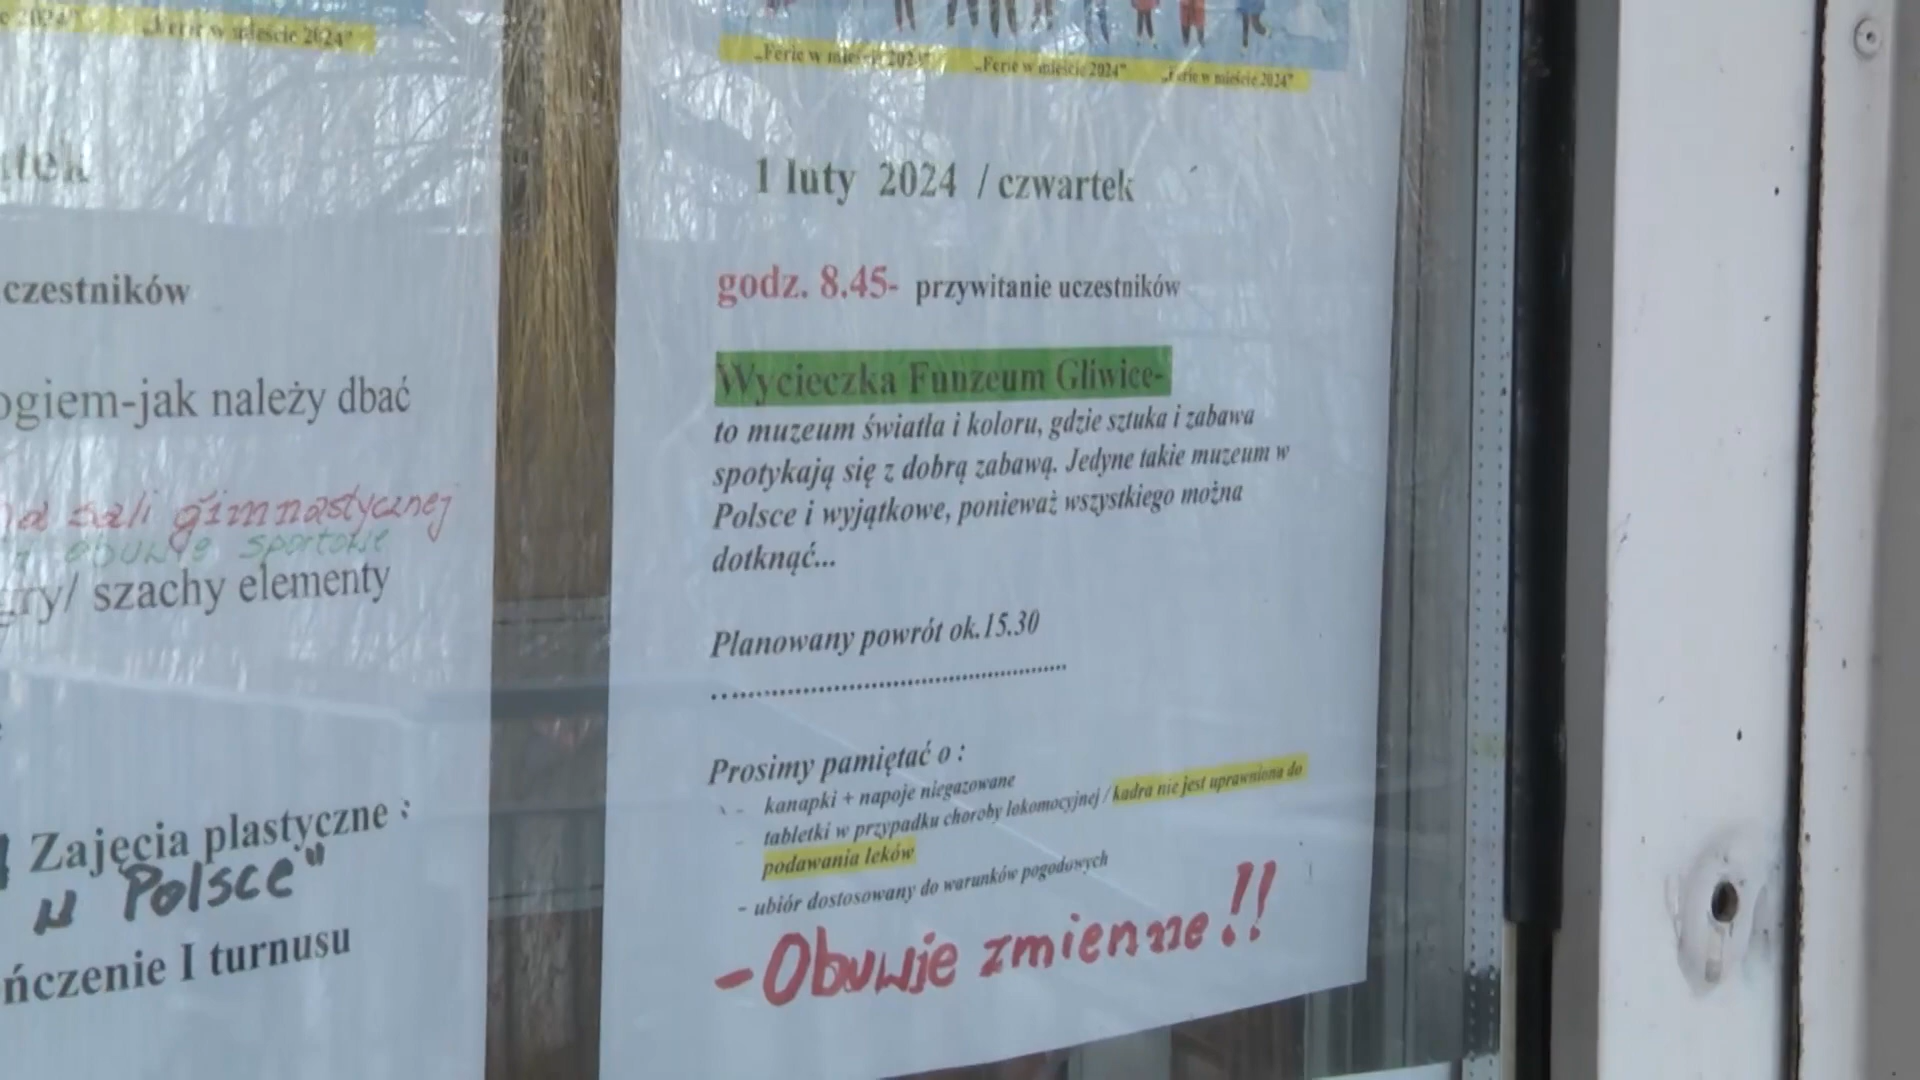 „Ferie w mieście 2024"
„Ferie w mieście 2024" „Ferie w mieście 2024" „Ferie w mieście 2024"
czestników
ogiem-jak należy dbać
na sali gimnastycznej
obuwie sportowe
gry/ szachy elementy
Zajęcia plastyczne :
w Polsce"
ończenie I turnusu
1 luty 2024 / czwartek
godz. 8.45- przywitanie uczestników
Wycieczka Funzeum Gliwice-
to muzeum światła i koloru, gdzie sztuka i zabawa
spotykają się z dobrą zabawą. Jedyne takie muzeum w
Polsce i wyjątkowe, ponieważ wszystkiego można
dotknąć...
Planowany powrót ok.15.30
............................................................
Prosimy pamiętać o :
- kanapki + napoje niegazowane
- tabletki w przypadku choroby lokomocyjnej / kadra nie jest uprawniona do
podawania leków
- ubiór dostosowany do warunków pogodowych
- Obuwie zmienne!!